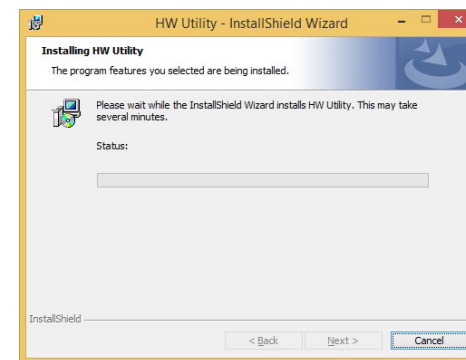 HW Utility - InstallShield Wizard
Installing HW Utility
The program features you selected are being installed.
Please wait while the InstallShield Wizard installs HW Utility. This may take
several minutes.
Status:
InstallShield
< Back Next > Cancel